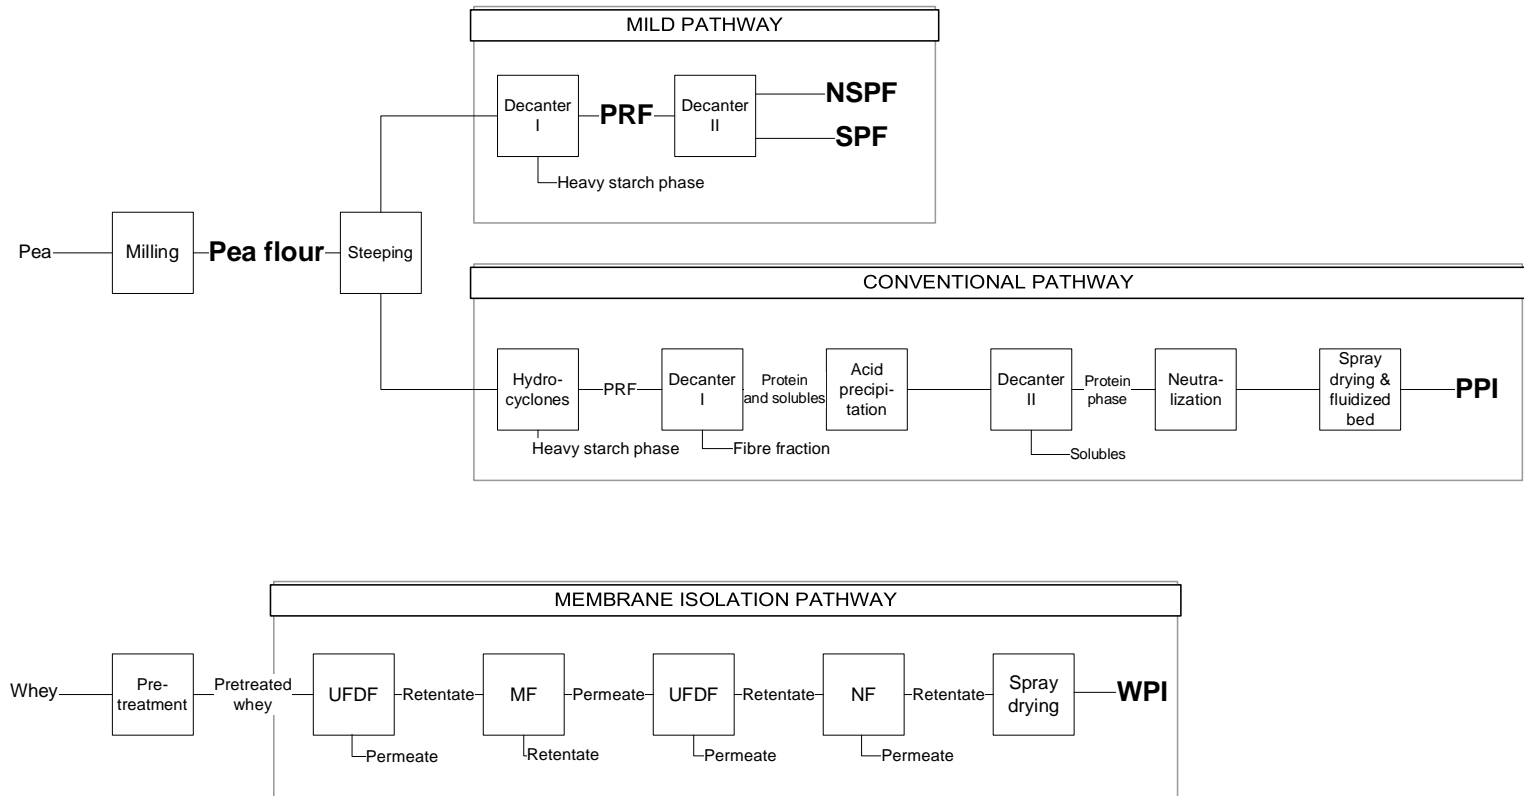 MILD PATHWAY
Decanter
I
PRF
Decanter
II
NSPF
SPF
Heavy starch phase
Pea
Milling
Pea flour
Steeping
CONVENTIONAL PATHWAY
Hydro-
cyclones
PRF
Decanter
I
Protein
and solubles
Acid
precipi-
tation
Decanter
II
Protein
phase
Neutra-
lization
Spray
drying &
fluidized
bed
PPI
Heavy starch phase
Fibre fraction
Solubles
MEMBRANE ISOLATION PATHWAY
Whey
Pre-
treatment
Pretreated
whey
UFDF
Retentate
MF
Permeate
UFDF
Retentate
NF
Retentate
Spray
drying
WPI
Permeate
Retentate
Permeate
Permeate